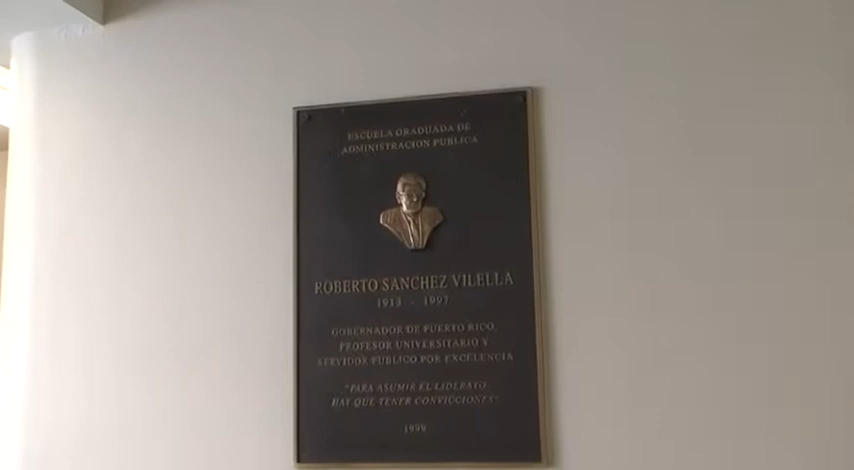 ESCUELA GRADUADA DE
ADMINISTRACION PUBLICA
ROBERTO SANCHEZ VILELLA
1913 - 1997
GOBERNADOR DE PUERTO RICO,
PROFESOR UNIVERSITARIO Y
SERVIDOR PUBLICO POR EXCELENCIA
"PARA ASUMIR EL LIDERATO
HAY QUE TENER CONVICCIONES"
1999